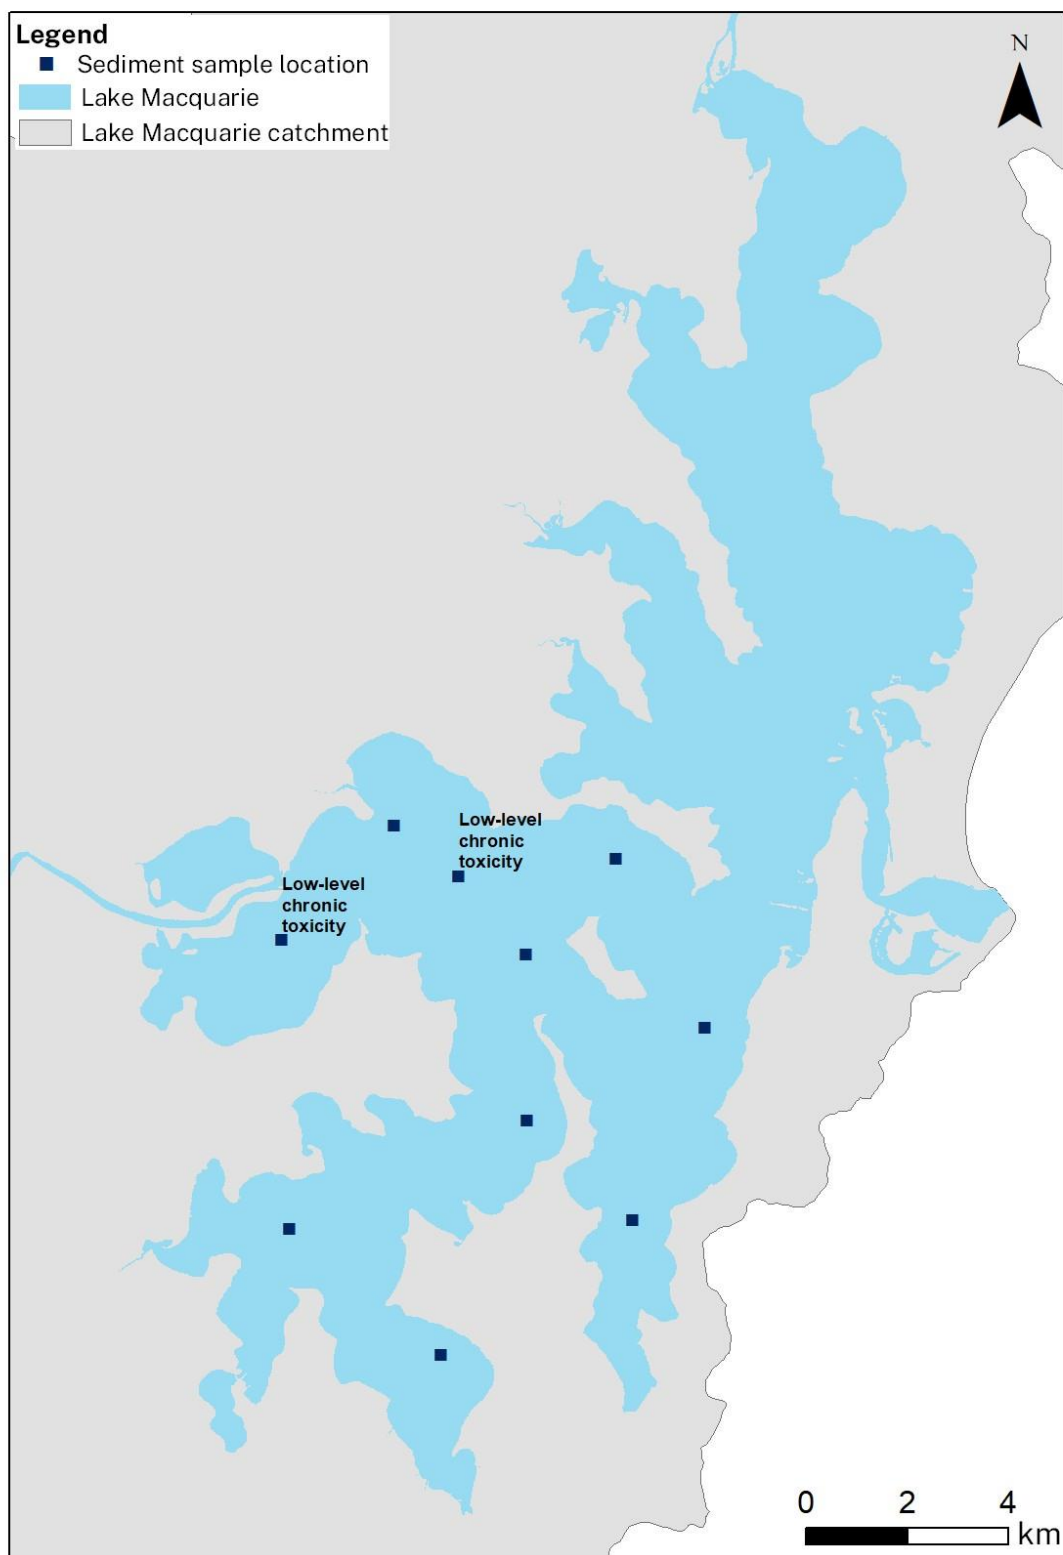 Legend
Sediment sample location
Lake Macquarie
Lake Macquarie catchment
N
Low-level
chronic
toxicity
Low-level
chronic
toxicity
0 2 4
km